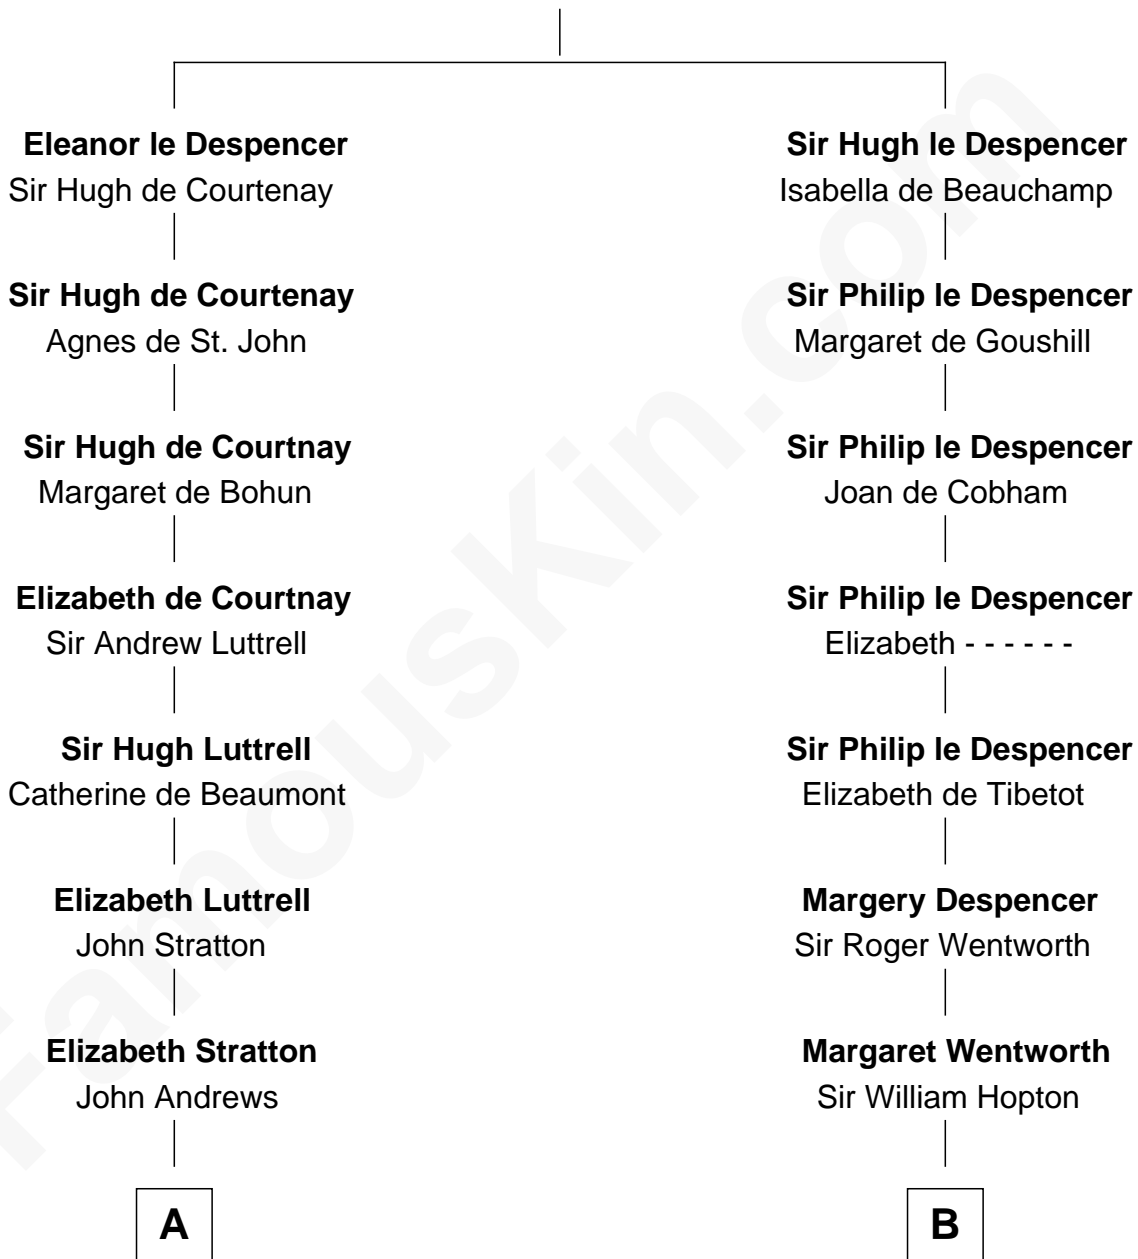 Eleanor le Despencer
Sir Hugh de Courtenay
Sir Hugh le Despencer
Isabella de Beauchamp
Sir Hugh de Courtenay
Agnes de St. John
Sir Philip le Despencer
Margaret de Goushill
Sir Hugh de Courtnay
Margaret de Bohun
Sir Philip le Despencer
Joan de Cobham
Elizabeth de Courtnay
Sir Andrew Luttrell
Sir Philip le Despencer
Elizabeth - - - - - -
Sir Hugh Luttrell
Catherine de Beaumont
Sir Philip le Despencer
Elizabeth de Tibetot
Elizabeth Luttrell
John Stratton
Margery Despencer
Sir Roger Wentworth
Elizabeth Stratton
John Andrews
Margaret Wentworth
Sir William Hopton
A
B
FamousKin.com